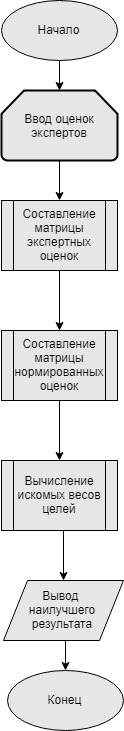 Начало
Ввод оценок
экспертов
Составление
матрицы
экспертных
оценок
Составление
матрицы
нормированных
оценок
Вычисление
искомых весов
целей
Вывод
наилучшего
результата
Конец